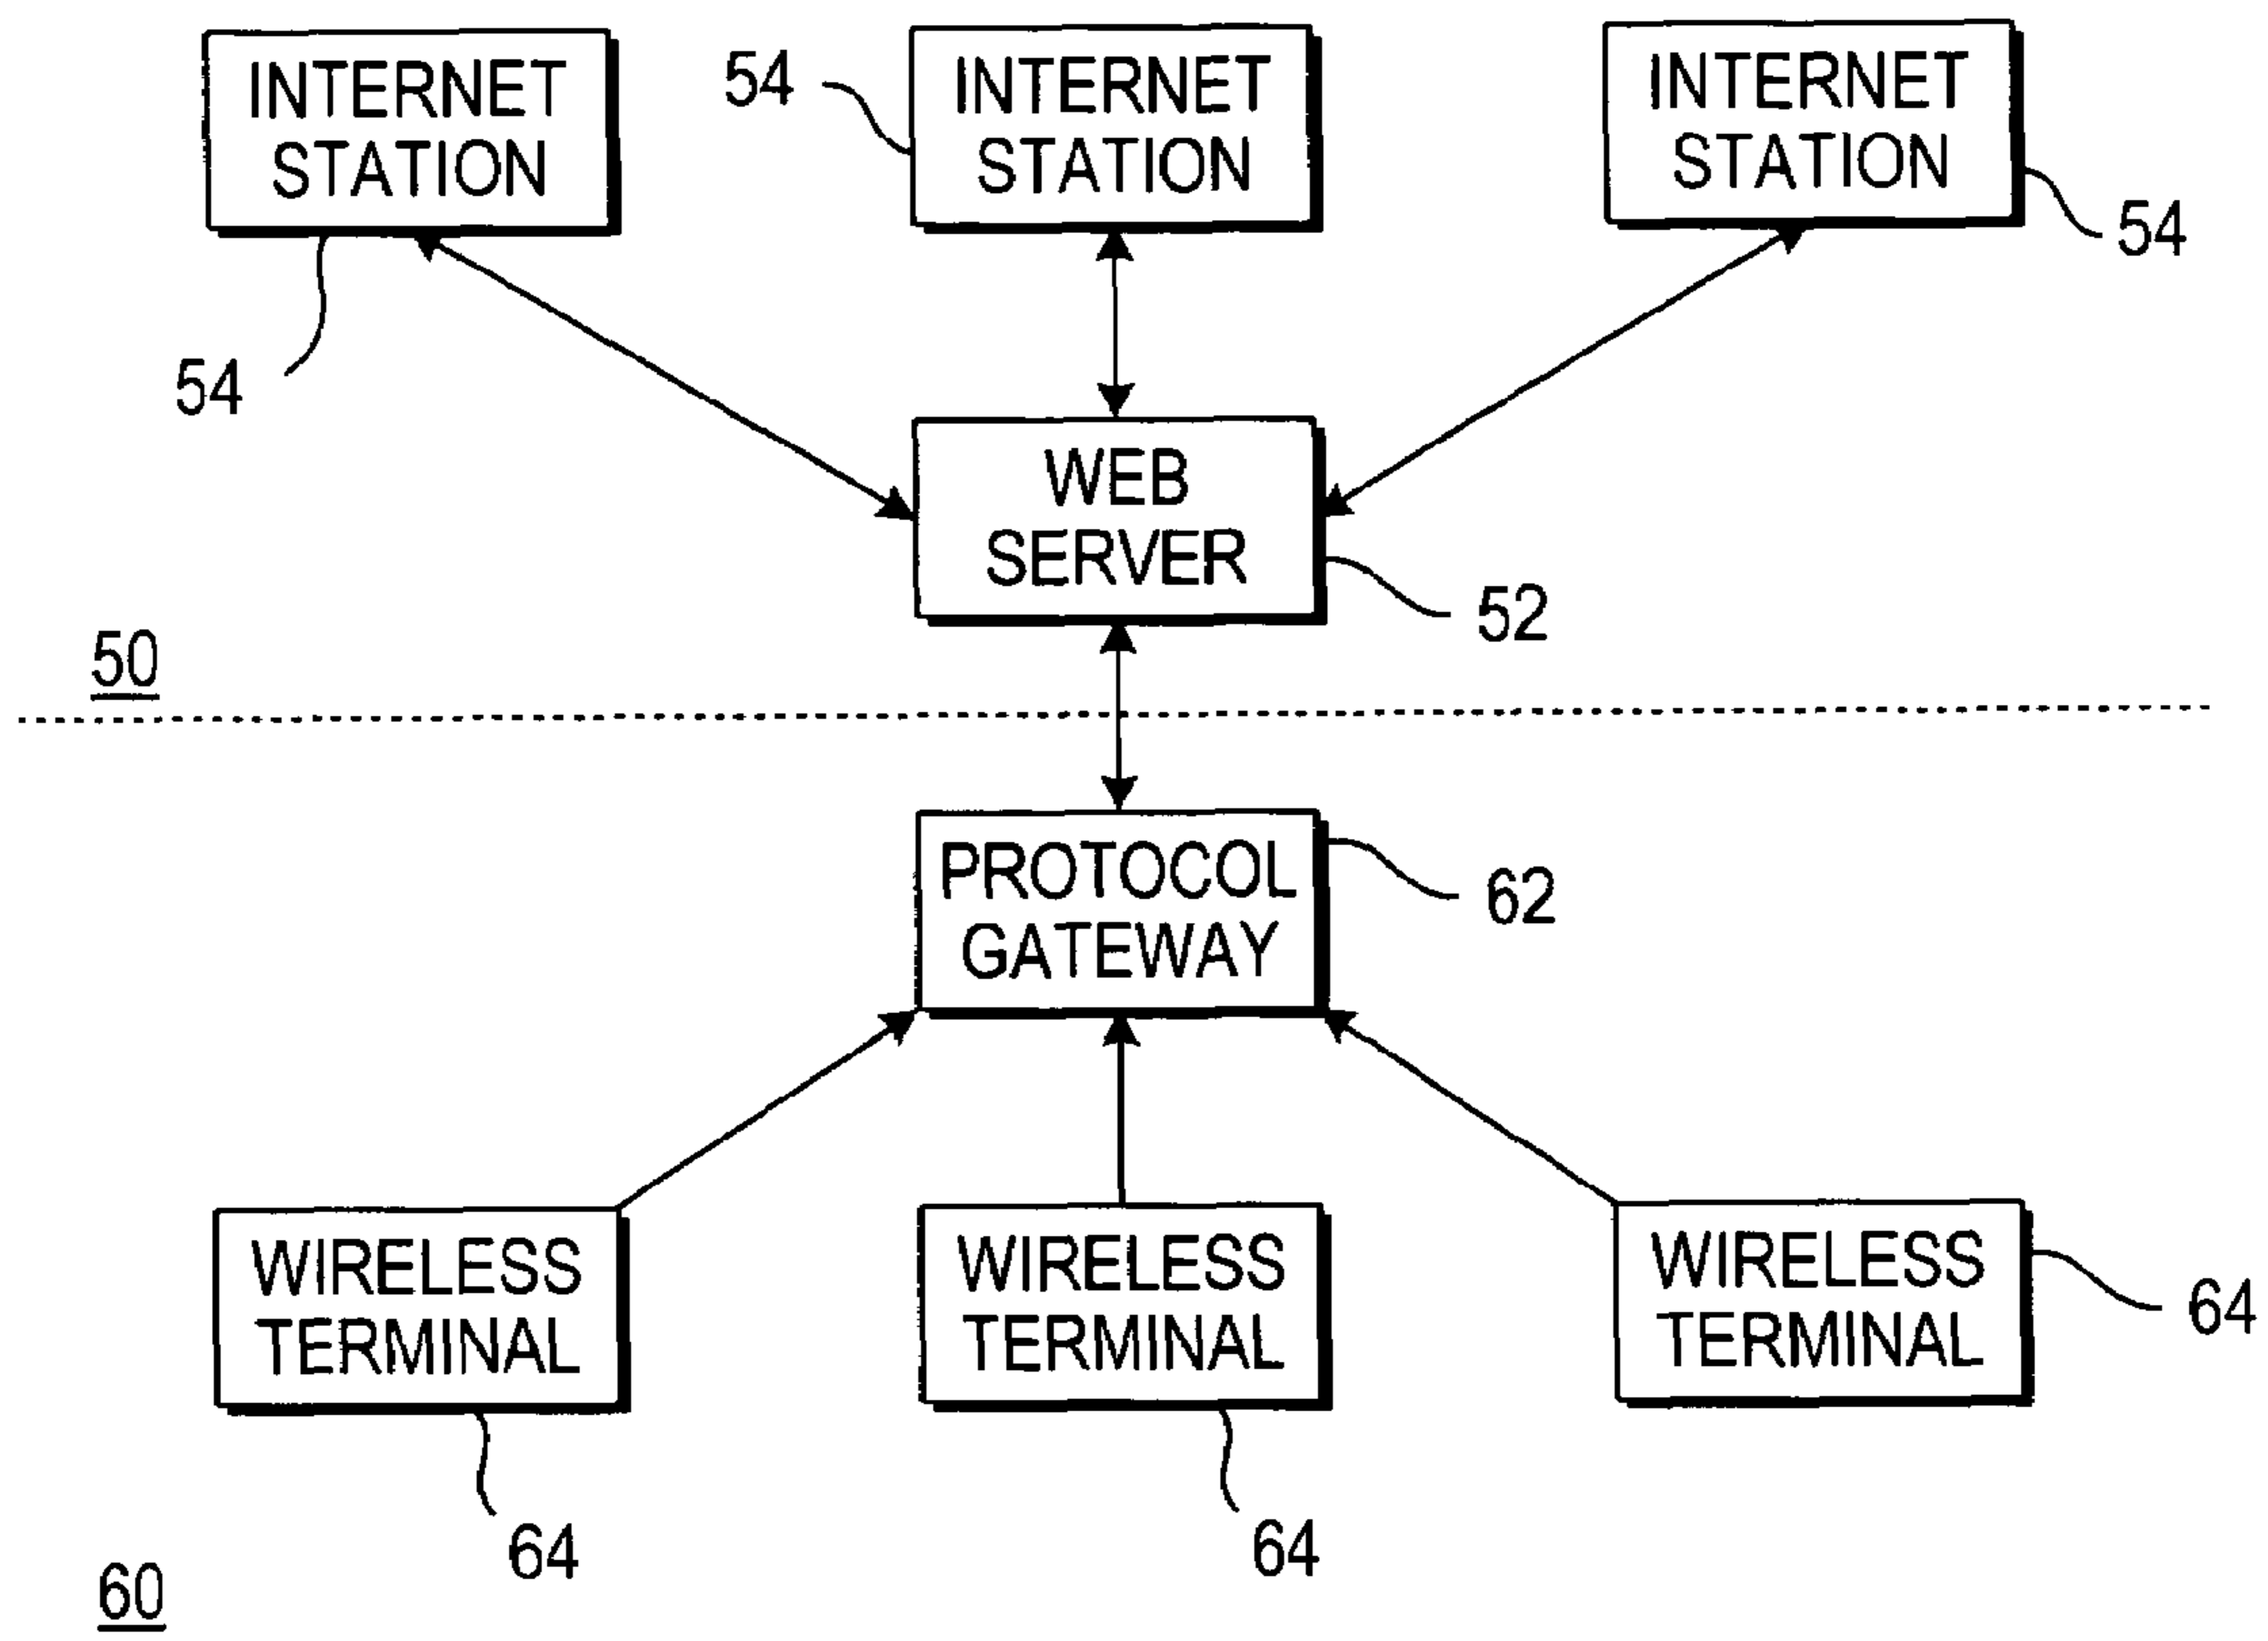 INTERNET
STATION
54
INTERNET
STATION
INTERNET
STATION
54
54
WEB
SERVER
52
50
PROTOCOL
GATEWAY
62
WIRELESS
TERMINAL
WIRELESS
TERMINAL
WIRELESS
TERMINAL
64
64
64
60